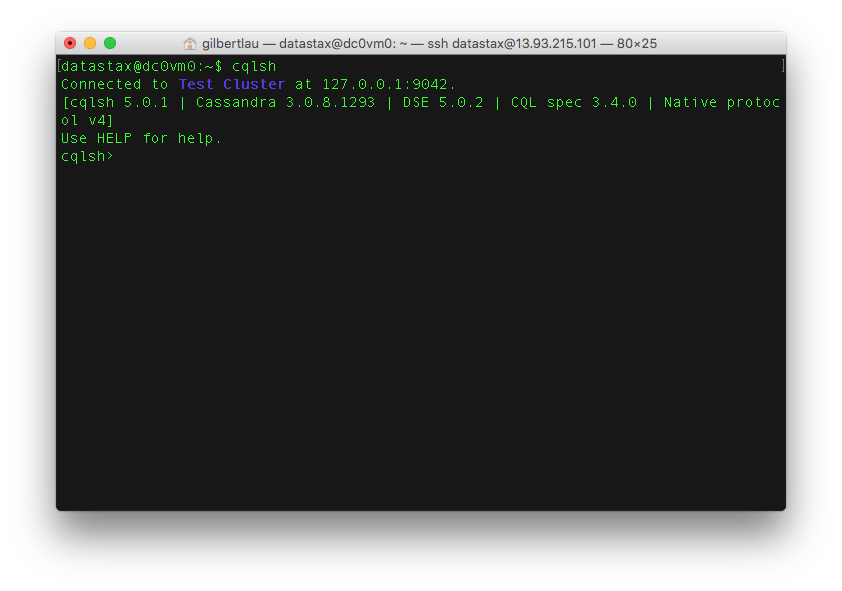 gilbertlau — datastax@dc0vm0: ~ — ssh datastax@13.93.215.101 — 80×25
[datastax@dc0vm0:~$ cqlsh ]
Connected to Test Cluster at 127.0.0.1:9042.
[cqlsh 5.0.1 | Cassandra 3.0.8.1293 | DSE 5.0.2 | CQL spec 3.4.0 | Native protoc
ol v4]
Use HELP for help.
cqlsh>